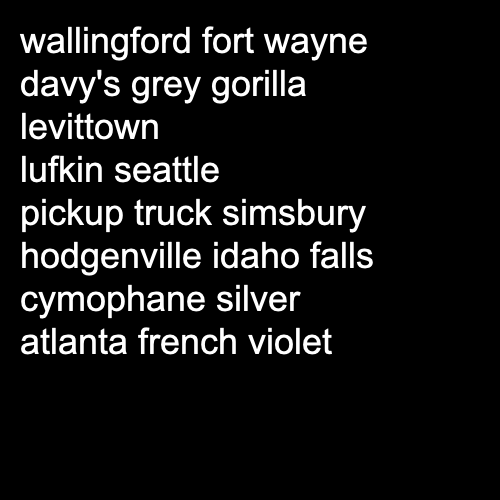 wallingford fort wayne
davy's grey gorilla
levittown
lufkin seattle
pickup truck simsbury
hodgenville idaho falls
cymophane silver
atlanta french violet